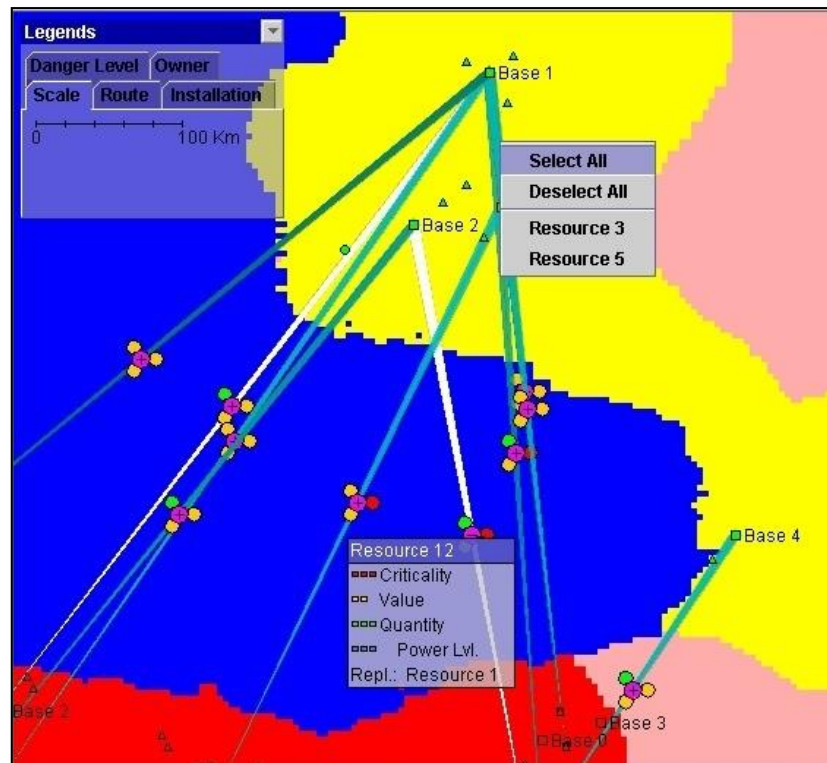 Legends
Danger Level Owner
Scale Route Installation
0 100 Km
Base 1
Select All
Deselect All
Resource 3
Resource 5
Base 2
Base 4
Resource 12
Criticality
Value
Quantity
Power Lvl.
Repl.: Resource 1
Base 2
Base 3
Base 0